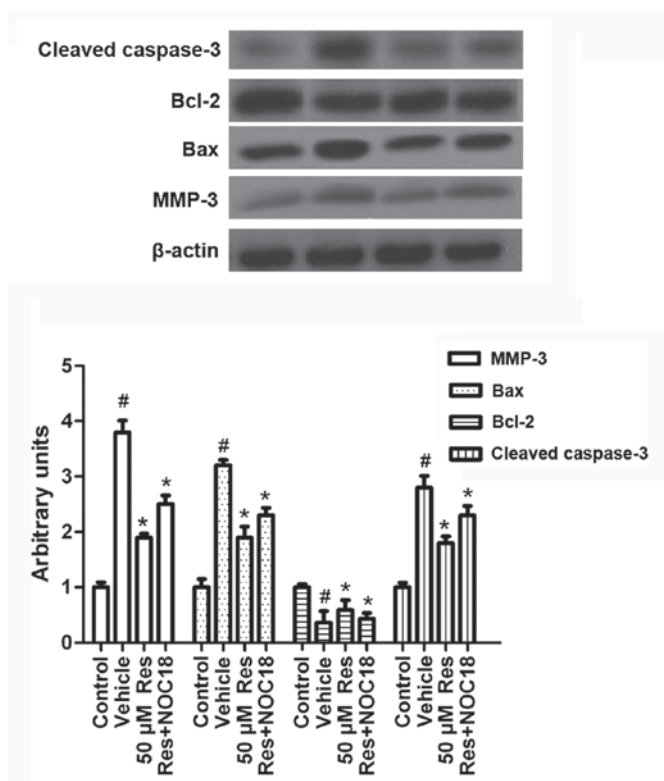 Cleaved caspase-3
Bcl-2
Bax
MMP-3
β-actin
5
4
3
2
1
0
Arbitrary units
# * *
# * *
# * *
# * *
MMP-3
Bax
Bcl-2
Cleaved caspase-3
Control
Vehicle
50 µM Res
Res+NOC18
Control
Vehicle
50 µM Res
Res+NOC18
Control
Vehicle
50 µM Res
Res+NOC18
Control
Vehicle
50 µM Res
Res+NOC18